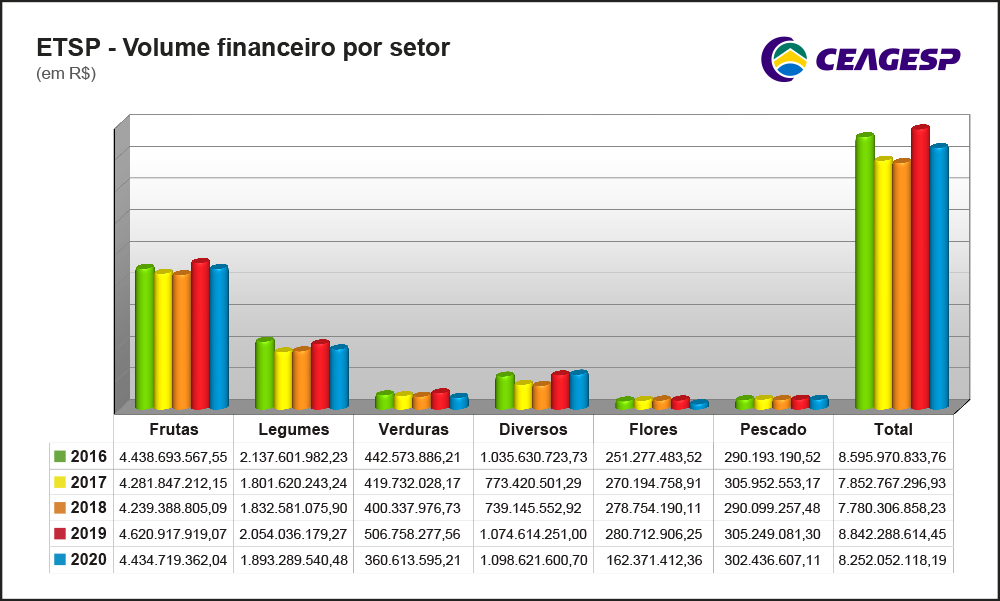 ETSP - Volume financeiro por setor
(em R$)
CEAGESP
Frutas Legumes Verduras Diversos Flores Pescado Total
2016 4.438.693.567,55 2.137.601.982,23 442.573.886,21 1.035.630.723,73 251.277.483,52 290.193.190,52 8.595.970.833,76
2017 4.281.847.212,15 1.801.620.243,24 419.732.028,17 773.420.501,29 270.194.758,91 305.952.553,17 7.852.767.296,93
2018 4.239.388.805,09 1.832.581.075,90 400.337.976,73 739.145.552,92 278.754.190,11 290.099.257,48 7.780.306.858,23
2019 4.620.917.919,07 2.054.036.179,27 506.758.277,56 1.074.614.251,00 280.712.906,25 305.249.081,30 8.842.288.614,45
2020 4.434.719.362,04 1.893.289.540,48 360.613.595,21 1.098.621.600,70 162.371.412,36 302.436.607,11 8.252.052.118,19